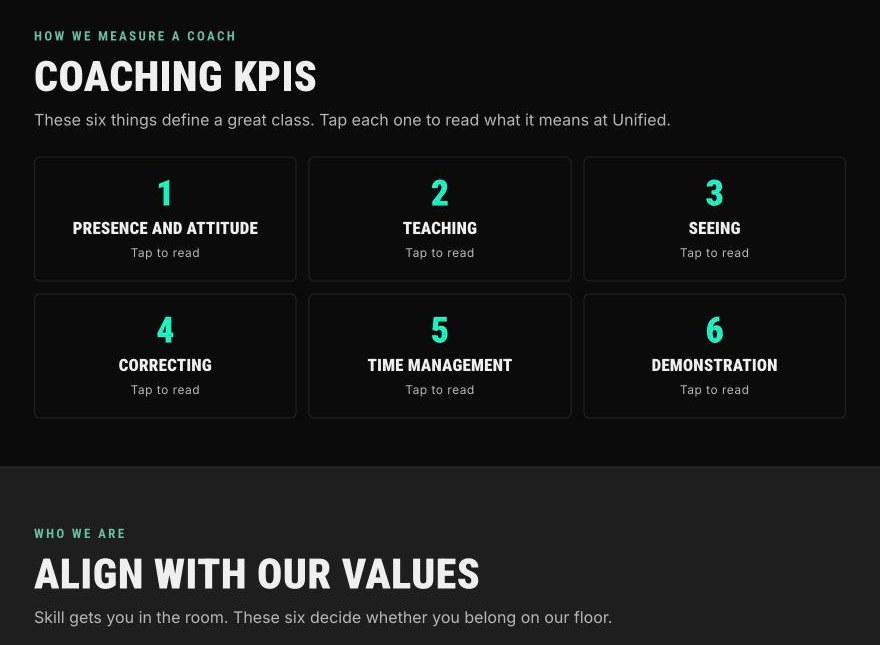 HOW WE MEASURE A COACH
COACHING KPIS
These six things define a great class. Tap each one to read what it means at Unified.
1
PRESENCE AND ATTITUDE
Tap to read
2
TEACHING
Tap to read
3
SEEING
Tap to read
4
CORRECTING
Tap to read
5
TIME MANAGEMENT
Tap to read
6
DEMONSTRATION
Tap to read
WHO WE ARE
ALIGN WITH OUR VALUES
Skill gets you in the room. These six decide whether you belong on our floor.